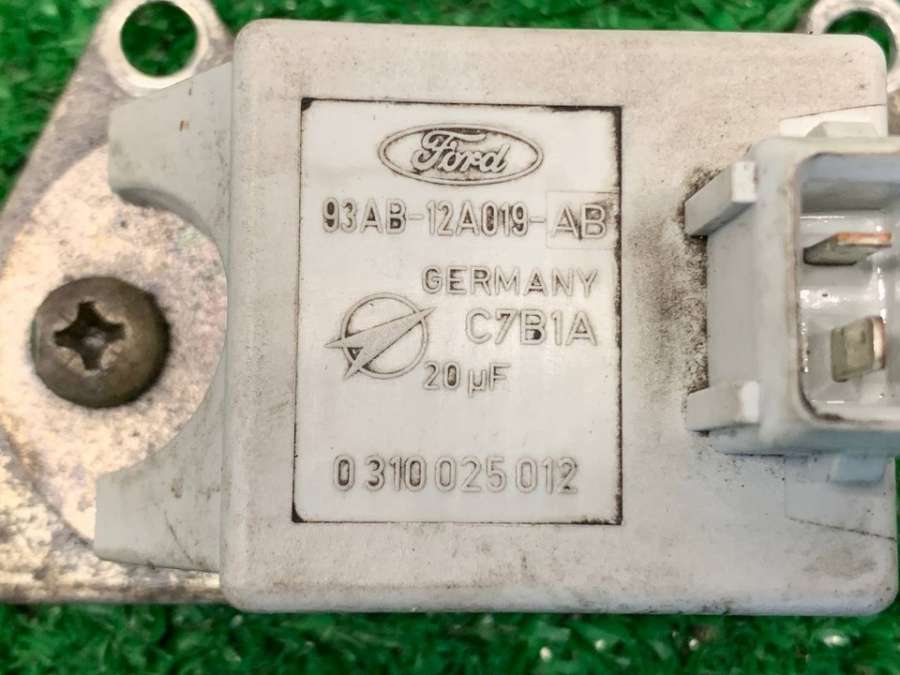 Ford
93AB-12A019-AB
GERMANY
C7B1A
20 µF
0 310 025 012